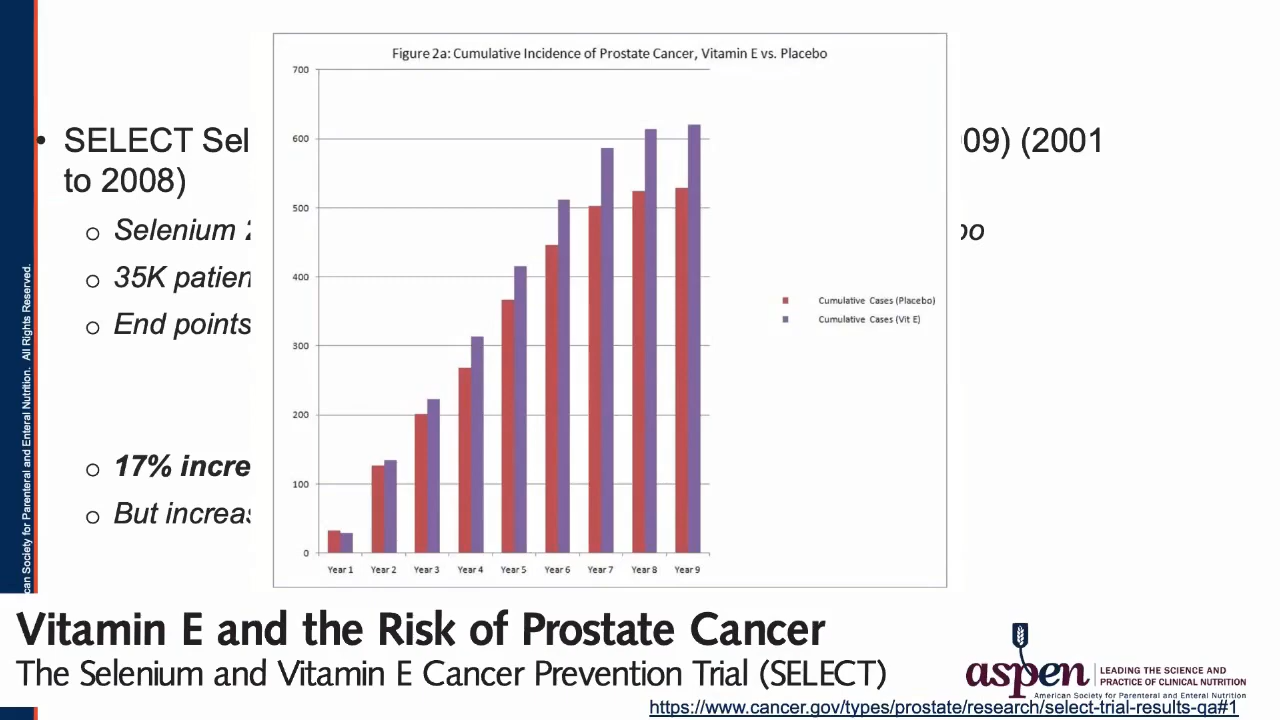 Figure 2a: Cumulative Incidence of Prostate Cancer, Vitamin E vs. Placebo
700
600
500
400
300
200
100
0
Year 1 Year 2 Year 3 Year 4 Year 5 Year 6 Year 7 Year 8 Year 9
Cumulative Cases (Placebo)
Cumulative Cases (Vit E)
• SELECT Sel 09) (2001
to 2008)
o Selenium
o 35K
o End points
o 17%
o But
can Society for Parenteral and Enteral Nutrition. All Rights Reserved.
Vitamin E and the Risk of Prostate Cancer
The Selenium and Vitamin E Cancer Prevention Trial (SELECT)
aspen
LEADING THE SCIENCE AND
PRACTICE OF CLINICAL NUTRITION
American Society for Parenteral and Enteral Nutrition
https://www.cancer.gov/types/prostate/research/select-trial-results-qa#1